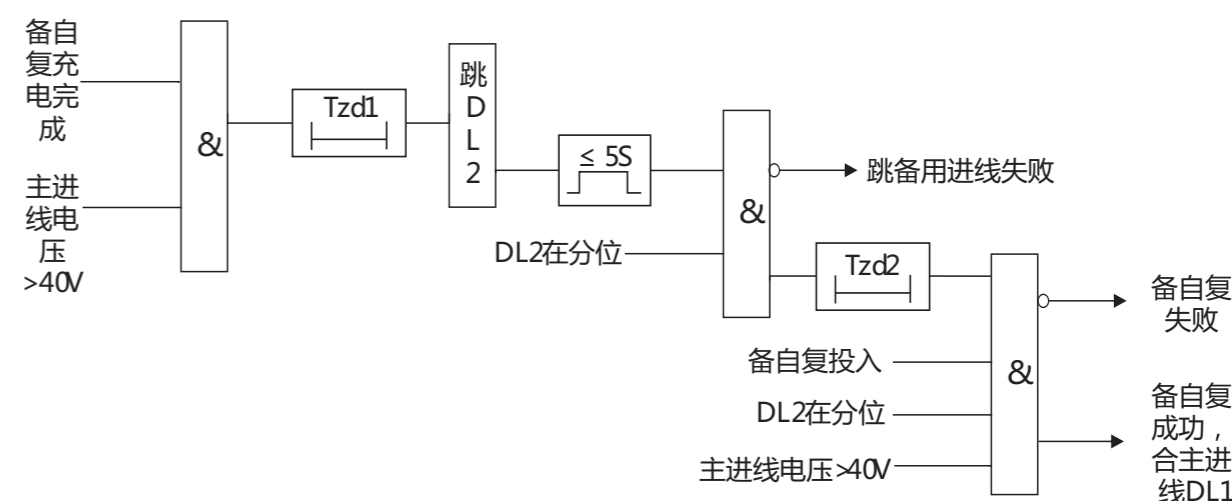 备自
复充
电完
成
主进
线电
压
>40V
&
Tzd1
跳
D
L
2
≤ 5S
DL2在分位
&
跳备用进线失败
Tzd2
备自复投入
DL2在分位
主进线电压>40V
&
备自复
失败
备自复
成功，
合主进
线DL1